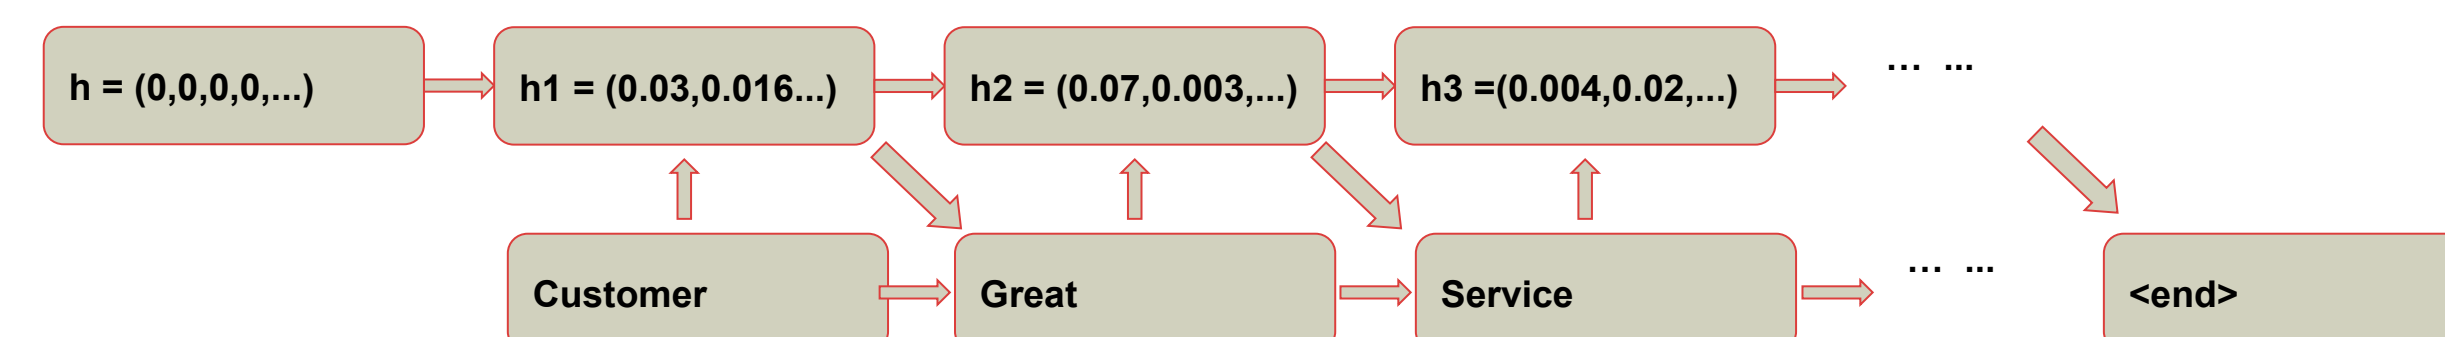 h = (0,0,0,0,...)
h1 = (0.03,0.016...)
h2 = (0.07,0.003,...)
h3 =(0.004,0.02,...)
... ...
Customer
Great
Service
... ...
<end>